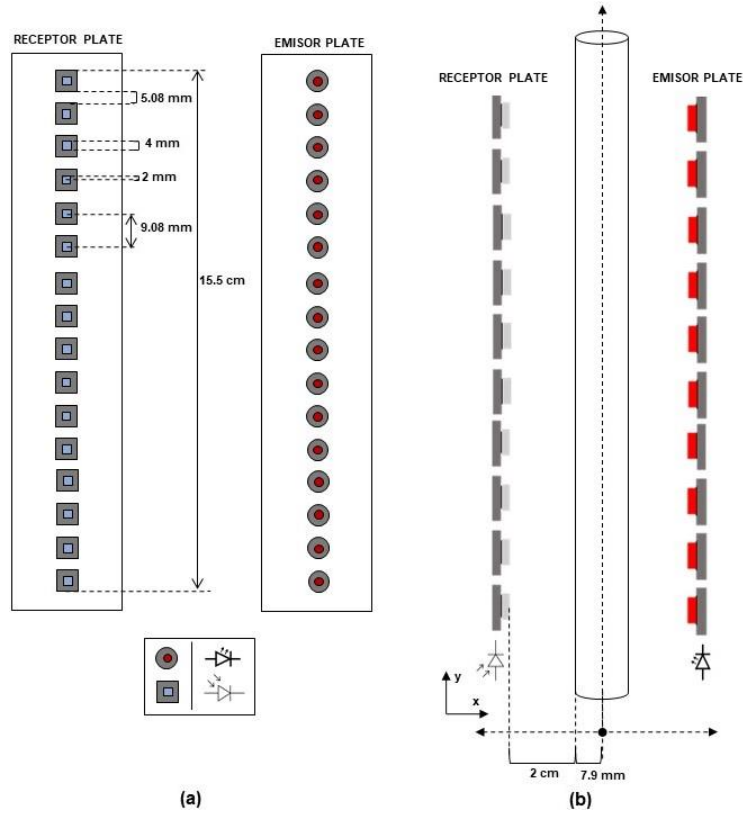 RECEPTOR PLATE
EMISOR PLATE
5.08 mm
4 mm
2 mm
9.08 mm
15.5 cm
(a)
RECEPTOR PLATE
EMISOR PLATE
y
x
2 cm
7.9 mm
(b)